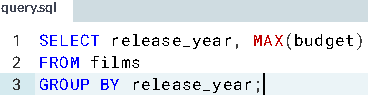 query.sql
1 SELECT release_year, MAX(budget)
2 FROM films
3 GROUP BY release_year;